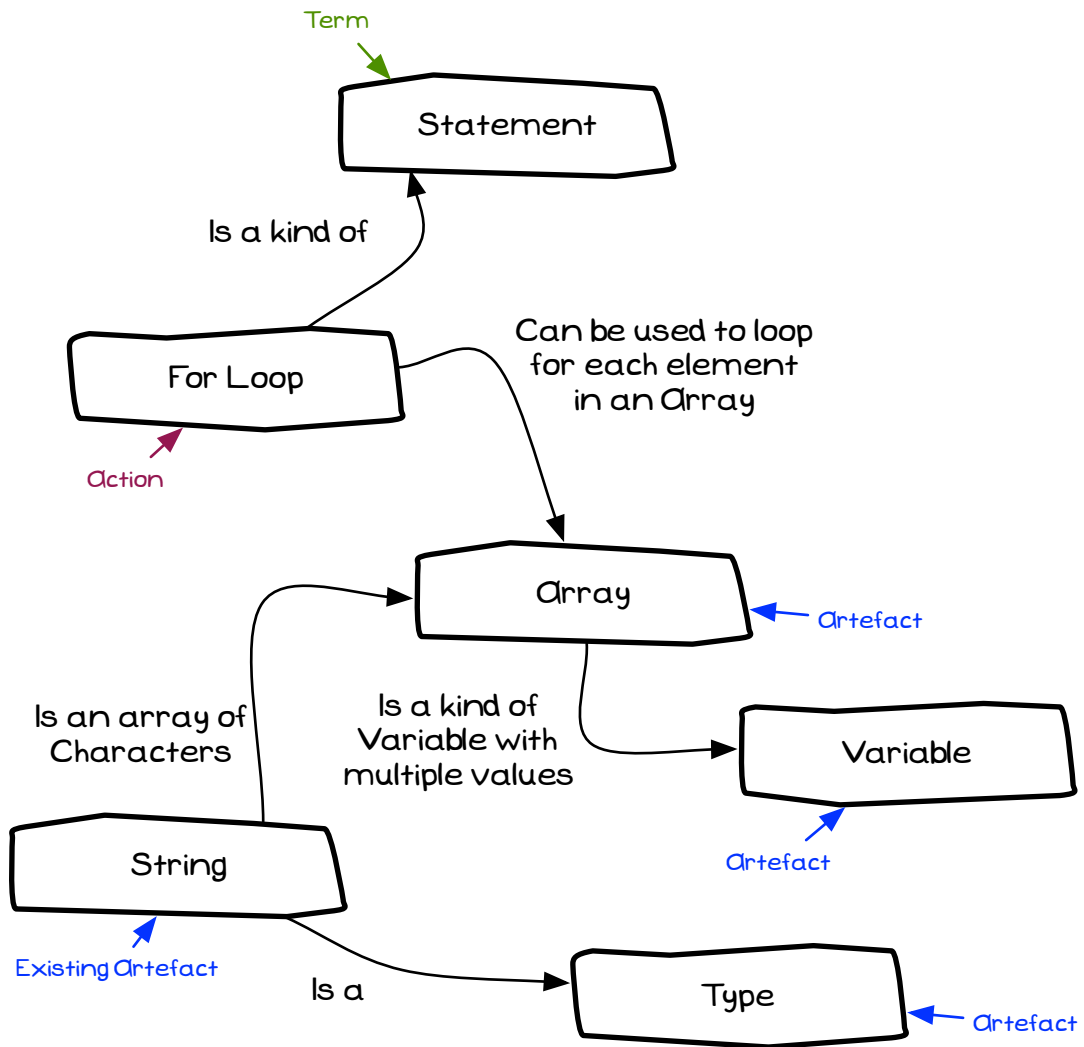 Term
Statement
Is a kind of
Can be used to loop
for each element
in an Array
For Loop
Action
Array
Artefact
Is an array of
Characters
Is a kind of
Variable with
multiple values
Variable
Artefact
String
Existing Artefact
Is a
Type
Artefact